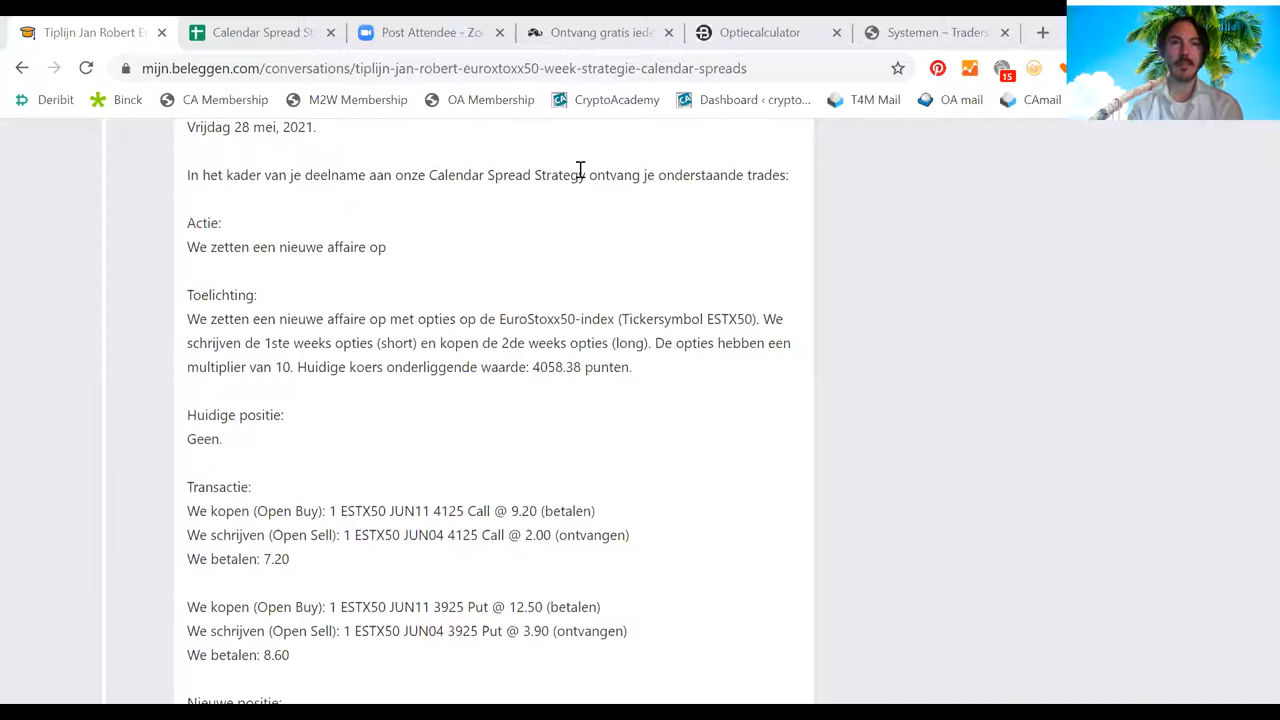 Tiplijn Jan Robert E
Calendar Spread S
Post Attendee - Zo
Ontvang gratis iede
Optiecalculator
Systemen – Traders
mijn.beleggen.com/conversations/tiplijn-jan-robert-euroxtxxx50-week-strategie-calendar-spreads
15
Deribit
Binck
CA Membership
M2W Membership
OA Membership
CryptoAcademy
Dashboard ‹ crypto...
T4M Mail
OA mail
CAmail
Vrijdag 28 mei, 2021.
In het kader van je deelname aan onze Calendar Spread Strategy ontvang je onderstaande trades:
Actie:
We zetten een nieuwe affaire op
Toelichting:
We zetten een nieuwe affaire op met opties op de EuroStoxx50-index (Tickersymbol ESTX50). We
schrijven de 1ste weeks opties (short) en kopen de 2de weeks opties (long). De opties hebben een
multiplier van 10. Huidige koers onderliggende waarde: 4058.38 punten.
Huidige positie:
Geen.
Transactie:
We kopen (Open Buy): 1 ESTX50 JUN11 4125 Call @ 9.20 (betalen)
We schrijven (Open Sell): 1 ESTX50 JUN04 4125 Call @ 2.00 (ontvangen)
We betalen: 7.20
We kopen (Open Buy): 1 ESTX50 JUN11 3925 Put @ 12.50 (betalen)
We schrijven (Open Sell): 1 ESTX50 JUN04 3925 Put @ 3.90 (ontvangen)
We betalen: 8.60
Nieuwe positie: